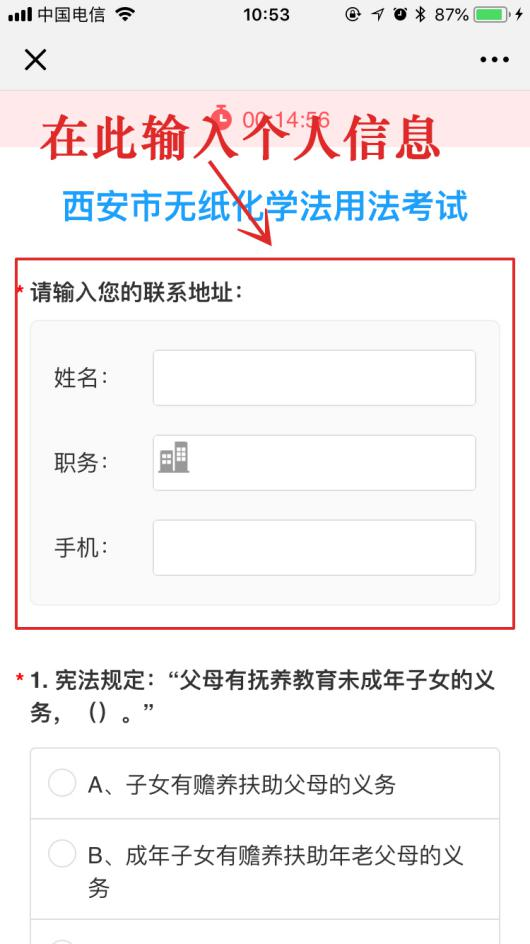 中国电信 10:53 87%
00:14:56
在此输入个人信息
西安市无纸化学法用法考试
* 请输入您的联系地址：
姓名：
职务：
手机：
* 1. 宪法规定：“父母有抚养教育未成年子女的义
务，（）。”
A、子女有赡养扶助父母的义务
B、成年子女有赡养扶助年老父母的义
务